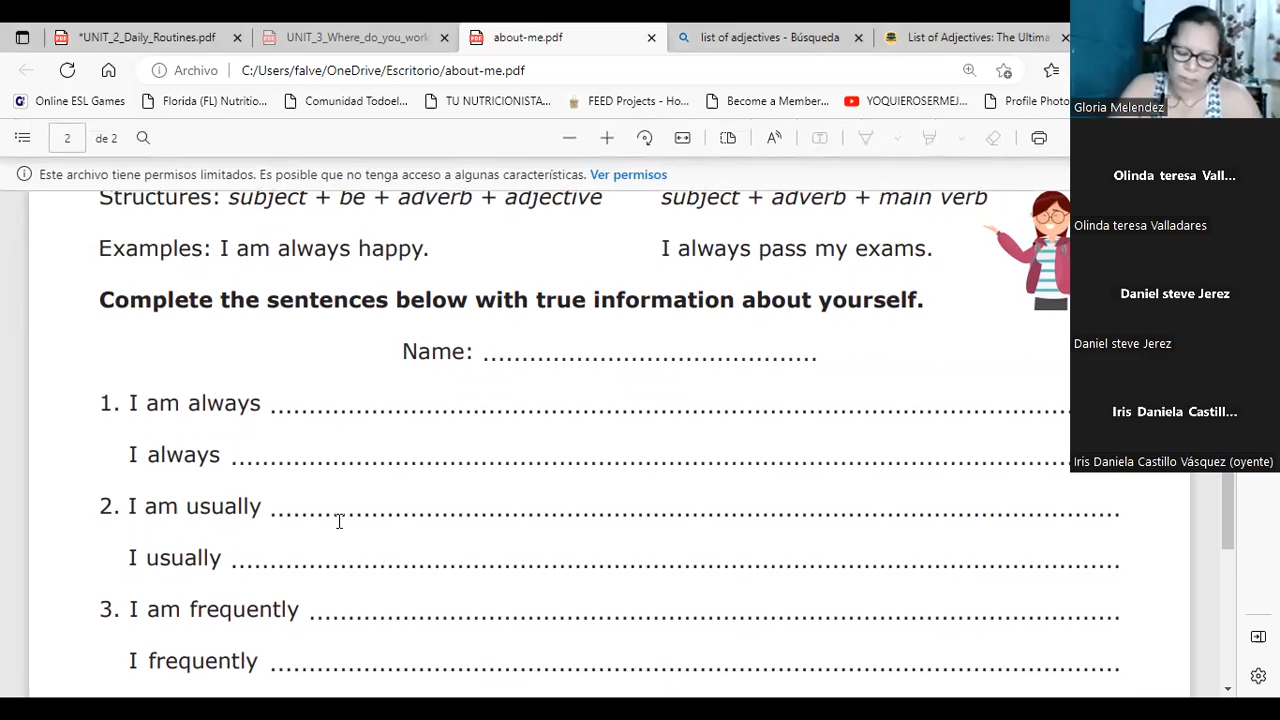 *UNIT_2_Daily_Routines.pdf
UNIT_3_Where_do_you_work
about-me.pdf
list of adjectives - Búsqueda
List of Adjectives: The Ultima
Archivo
C:/Users/falve/OneDrive/Escritorio/about-me.pdf
Online ESL Games
Florida (FL) Nutritio...
Comunidad Todoel...
TU NUTRICIONISTA...
FEED Projects - Ho...
Become a Member...
YOQUIEROSERMEJ...
Profile Photo
2 de 2
Este archivo tiene permisos limitados. Es posible que no tenga acceso a algunas características. Ver permisos
Structures: subject + be + adverb + adjective subject + adverb + main verb
Examples: I am always happy. I always pass my exams.
Complete the sentences below with true information about yourself.
Name: ..........................................
1. I am always ..........................................
I always ..........................................
2. I am usually ..........................................
I usually ..........................................
3. I am frequently ..........................................
I frequently ..........................................
Gloria Melendez
Olinda teresa Vall...
Olinda teresa Valladares
Daniel steve Jerez
Daniel steve Jerez
Iris Daniela Castill...
Iris Daniela Castillo Vásquez (oyente)